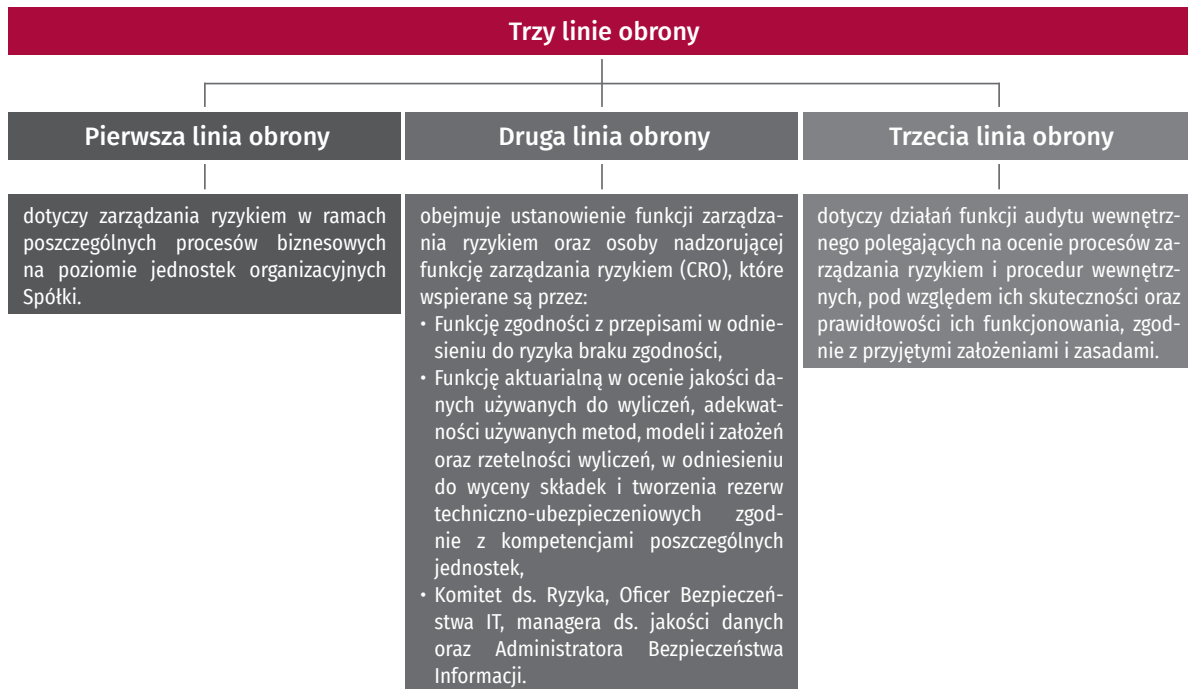 Trzy linie obrony
Pierwsza linia obrony
dotyczy zarządzania ryzykiem w ramach
poszczególnych procesów biznesowych
na poziomie jednostek organizacyjnych
Spółki.
Druga linia obrony
obejmuje ustanowienie funkcji zarządza-
nia ryzykiem oraz osoby nadzorującej
funkcję zarządzania ryzykiem (CRO), które
wspierane są przez:
• Funkcję zgodności z przepisami w odnie-
sieniu do ryzyka braku zgodności,
• Funkcję aktuarialną w ocenie jakości da-
nych używanych do wyliczeń, adekwat-
ności używanych metod, modeli i założeń
oraz rzetelności wyliczeń, w odniesieniu
do wyceny składek i tworzenia rezerw
techniczno-ubezpieczeniowych zgod-
nie z kompetencjami poszczególnych
jednostek,
• Komitet ds. Ryzyka, Oficer Bezpieczeń-
stwa IT, managera ds. jakości danych
oraz Administratora Bezpieczeństwa
Informacji.
Trzecia linia obrony
dotyczy działań funkcji audytu wewnętrz-
nego polegających na ocenie procesów za-
rządzania ryzykiem i procedur wewnętrz-
nych, pod względem ich skuteczności oraz
prawidłowości ich funkcjonowania, zgod-
nie z przyjętymi założeniami i zasadami.